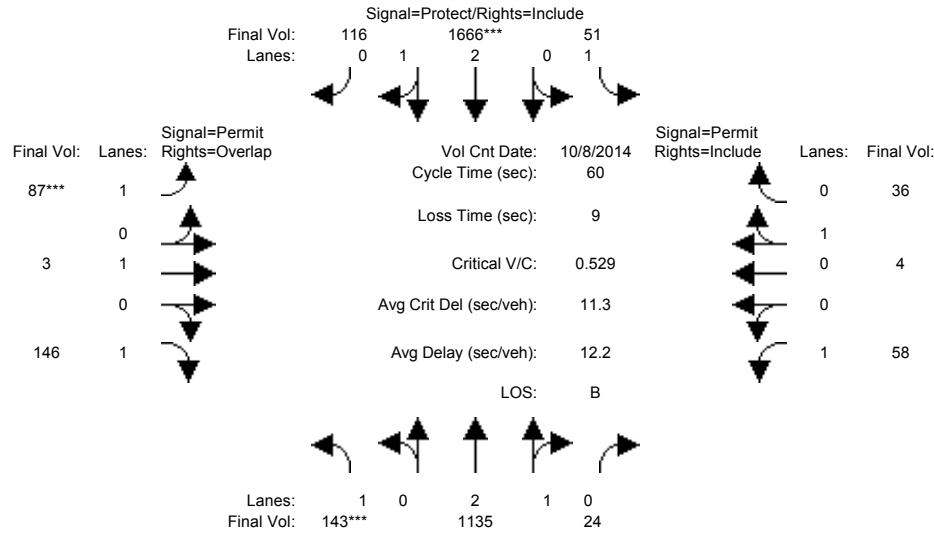 Signal=Protect/Rights=Include
Final Vol: 116 1666*** 51
Lanes: 0 1 2 0 1
Signal=Permit Signal=Permit
Final Vol: Lanes: Rights=Overlap Vol Cnt Date: 10/8/2014 Rights=Include Lanes: Final Vol:
Cycle Time (sec): 60
87*** 1 0 36
Loss Time (sec): 9
0 1
3 1 Critical V/C: 0.529 0 4
0 Avg Crit Del (sec/veh): 11.3 0
146 1 Avg Delay (sec/veh): 12.2 1 58
LOS: B
Lanes: 1 0 2 1 0
Final Vol: 143*** 1135 24